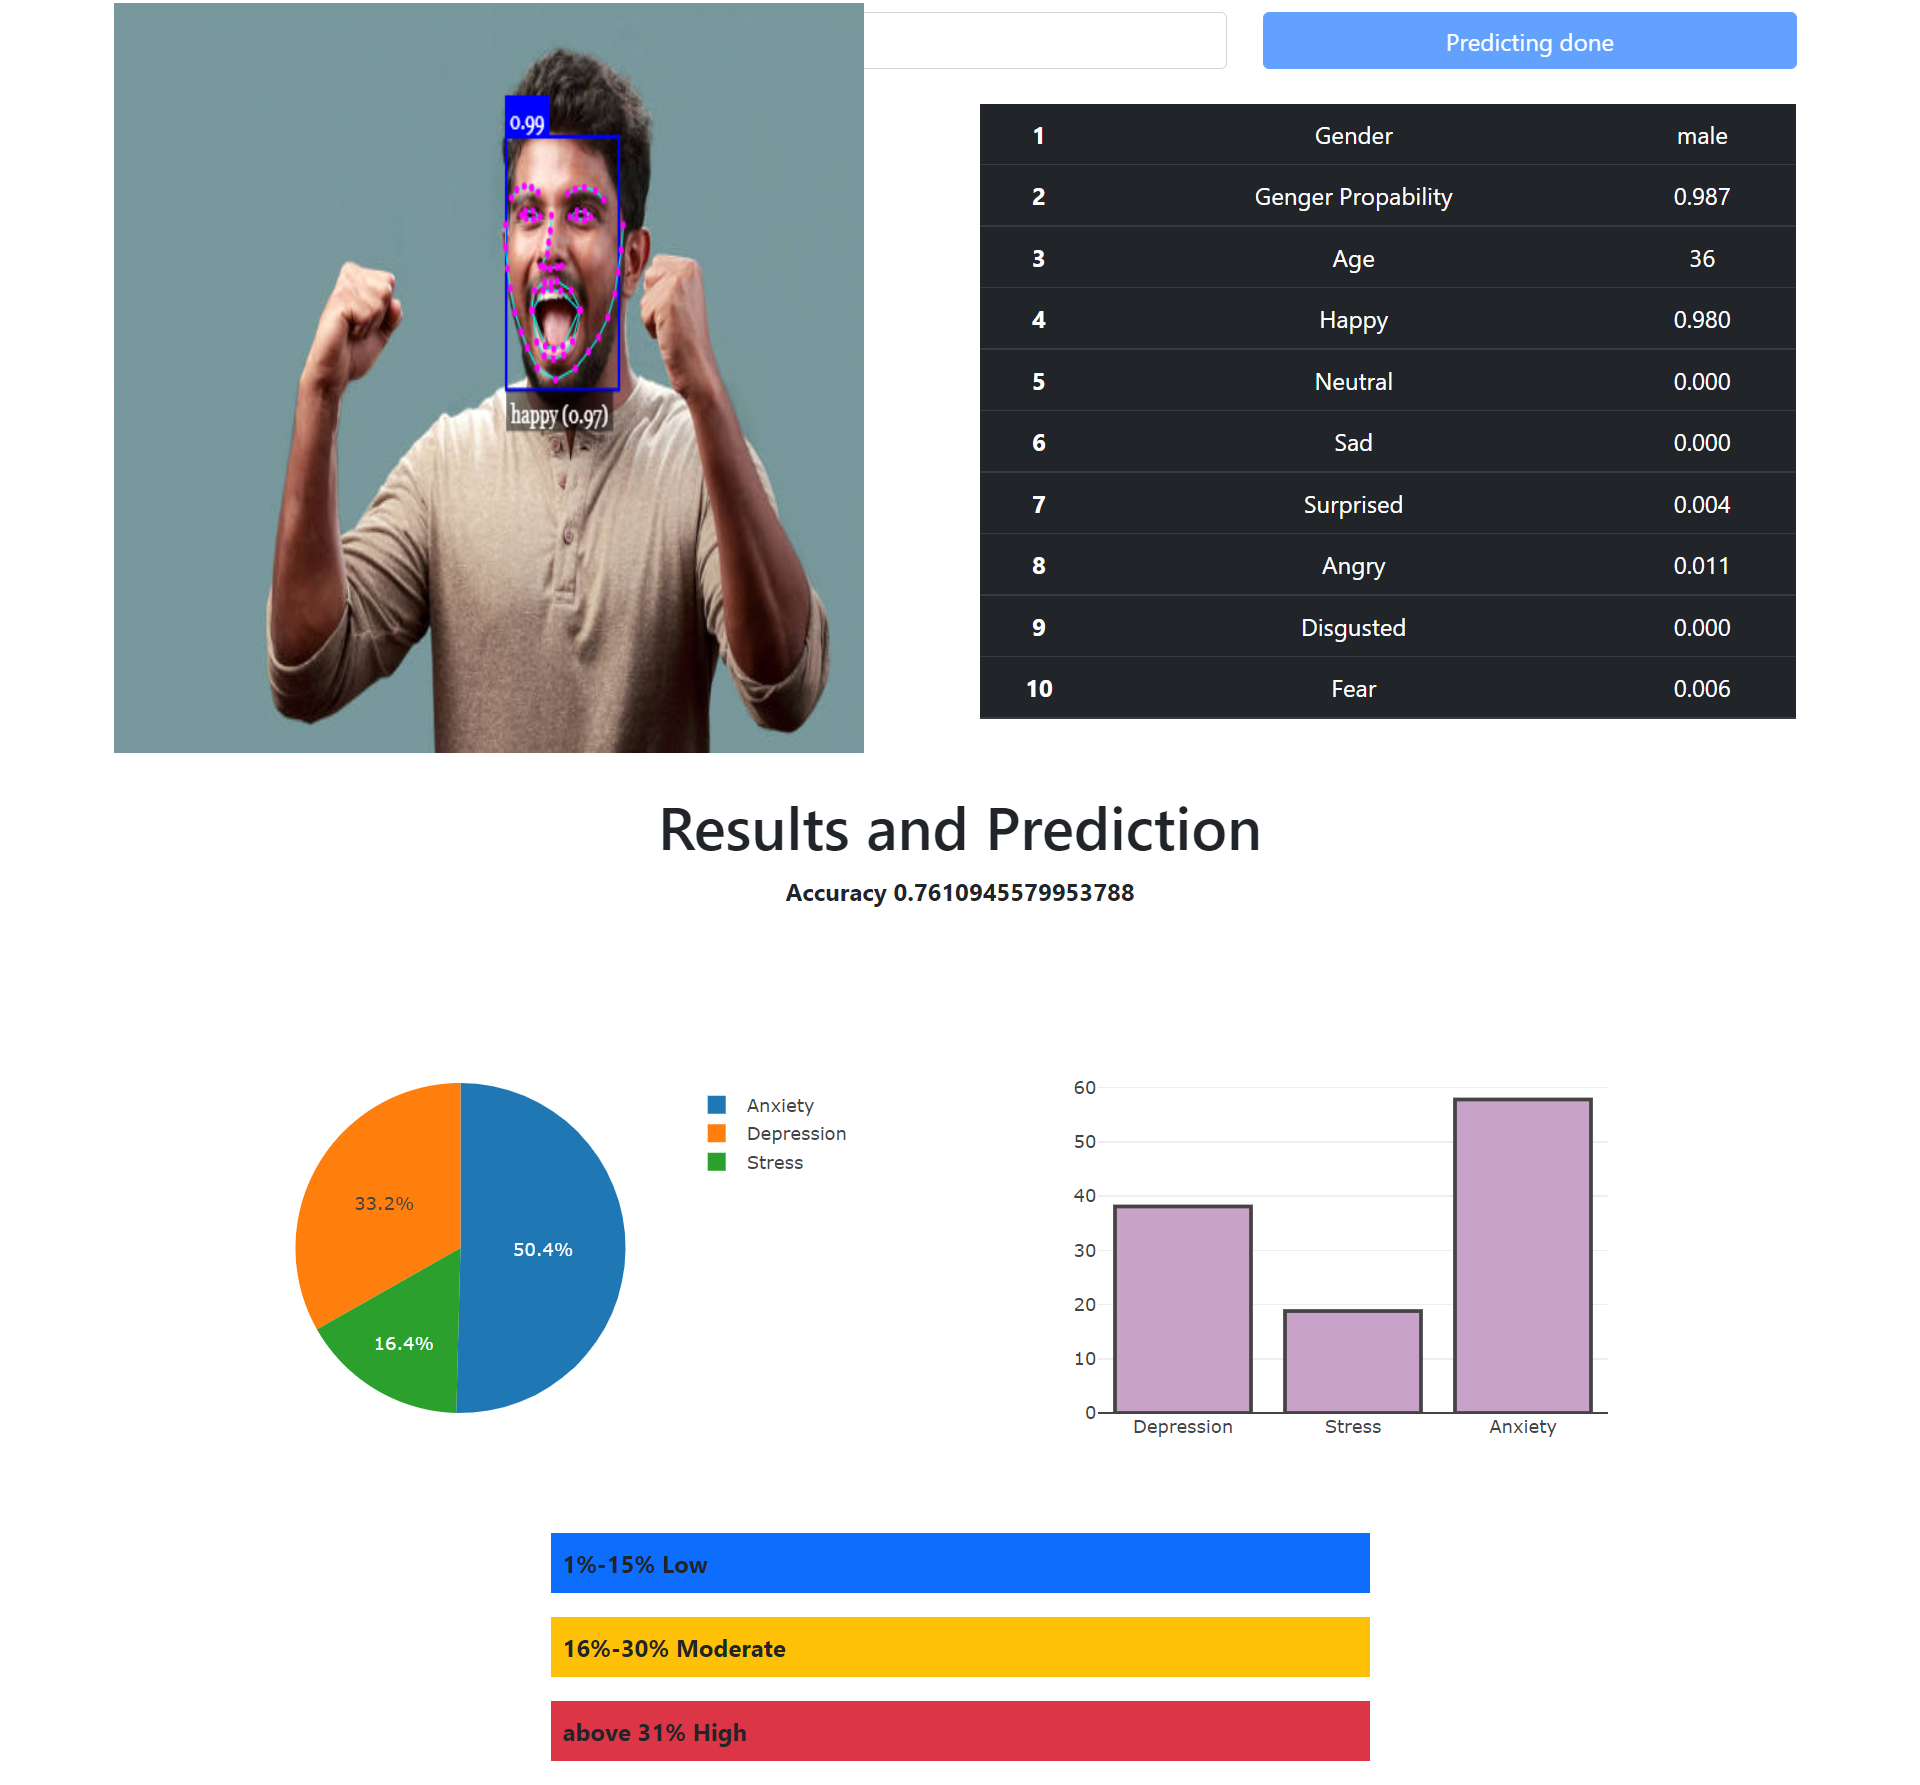 Predicting done
0.99
happy (0.97)
1 Gender male
2 Genger Propability 0.987
3 Age 36
4 Happy 0.980
5 Neutral 0.000
6 Sad 0.000
7 Surprised 0.004
8 Angry 0.011
9 Disgusted 0.000
10 Fear 0.006
Results and Prediction
Accuracy 0.7610945579953788
33.2%
50.4%
16.4%
Anxiety
Depression
Stress
60
50
40
30
20
10
0
Depression Stress Anxiety
1%-15% Low
16%-30% Moderate
above 31% High